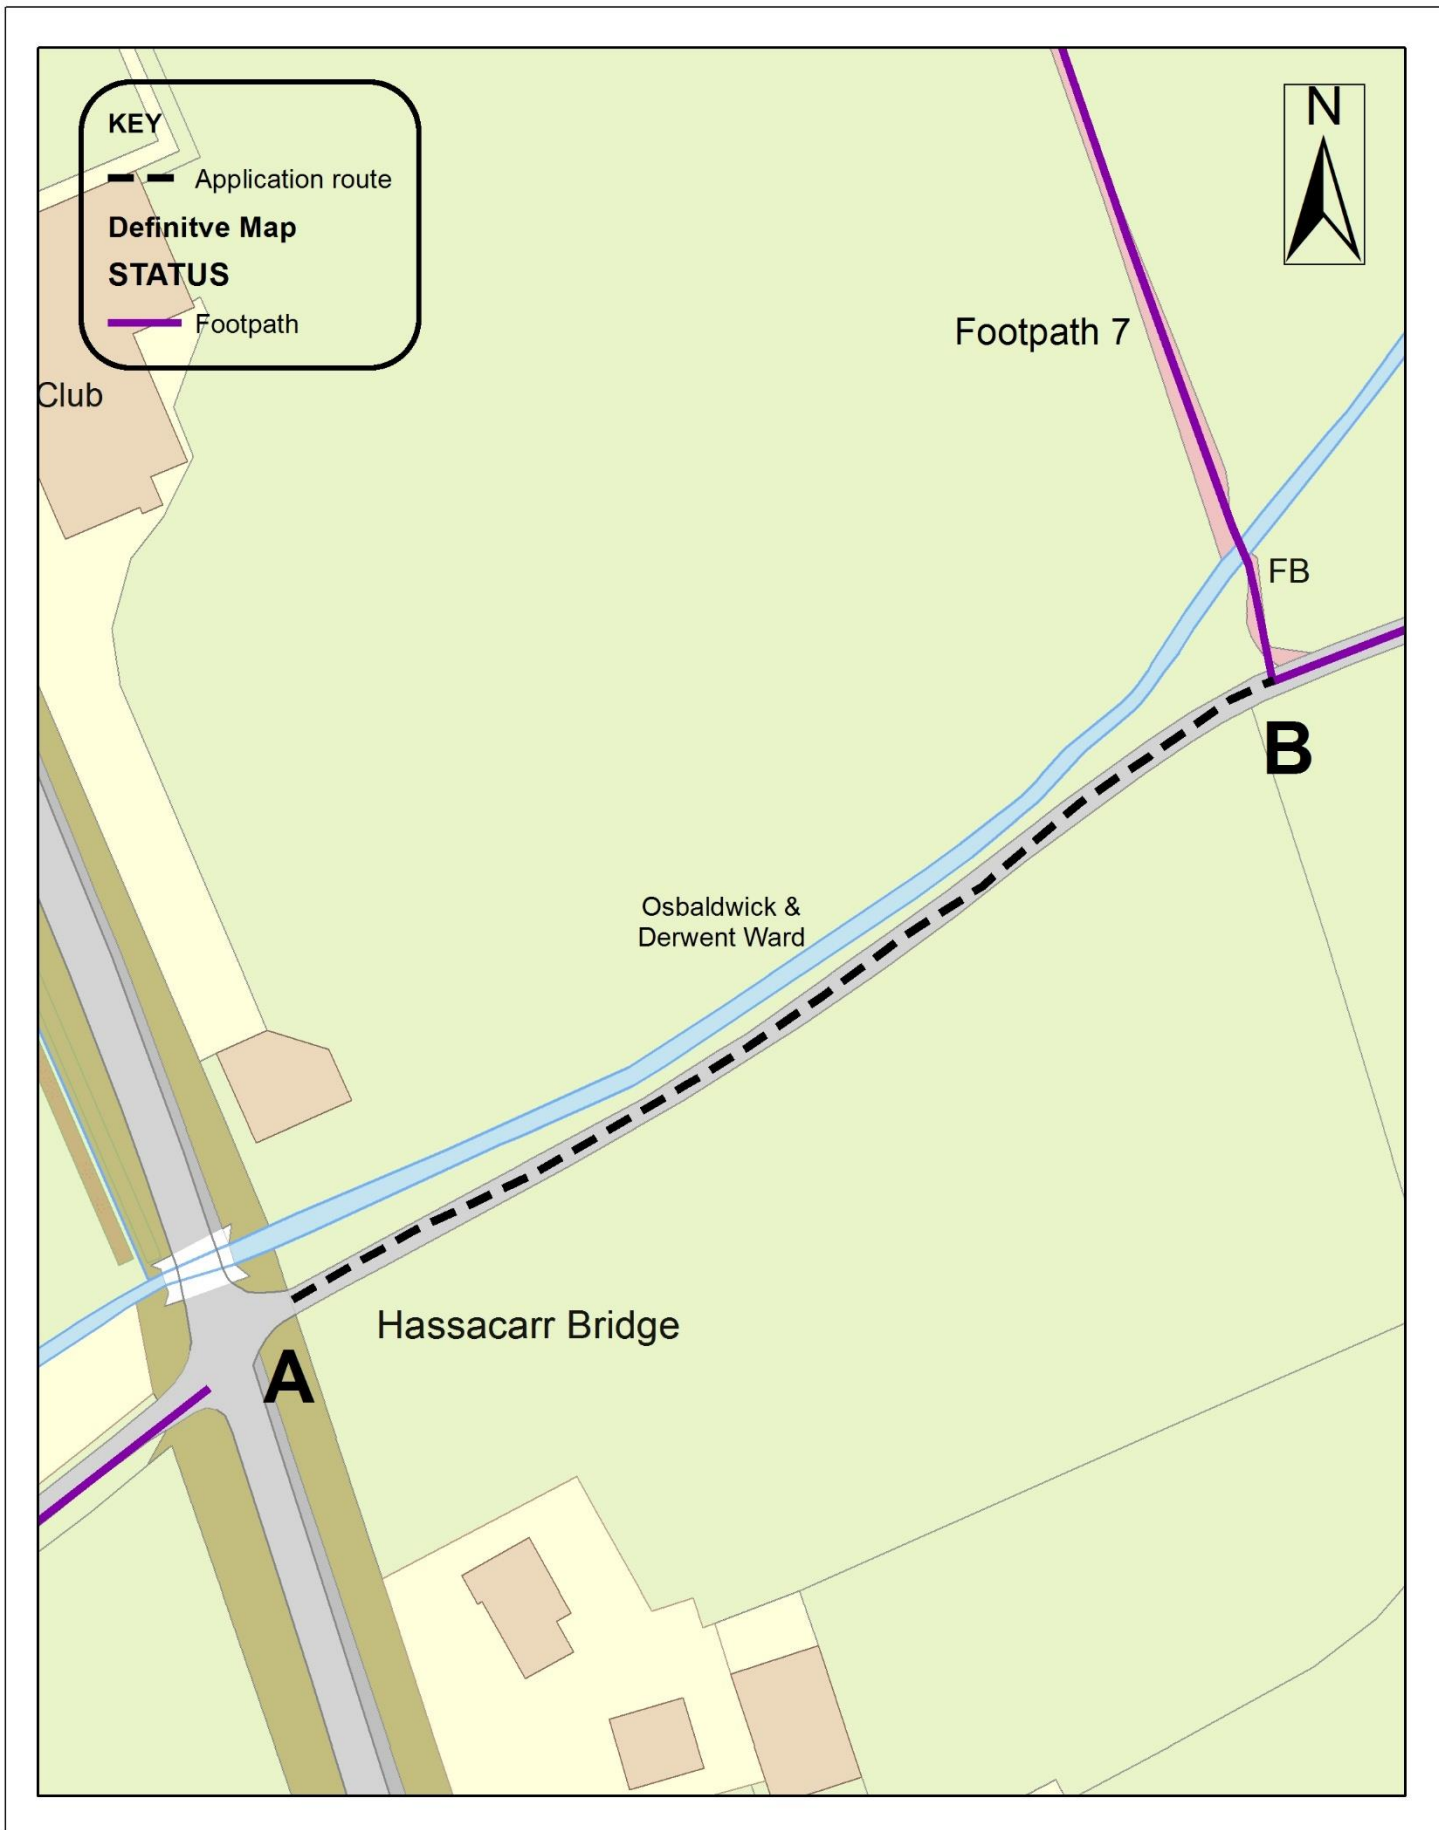 KEY
Application route
Definitve Map
STATUS
Footpath
N
Club
Footpath 7
FB
B
Osbaldwick &
Derwent Ward
Hassacarr Bridge
A